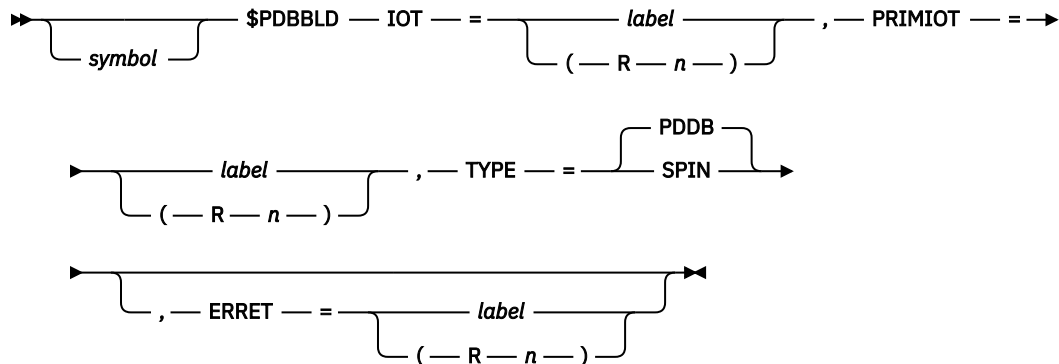 $PDBBLD IOT = label , PRIMIOT =
symbol ( R n )
PDDB
label , TYPE = SPIN
( R n )
, ERRET = label
( R n )